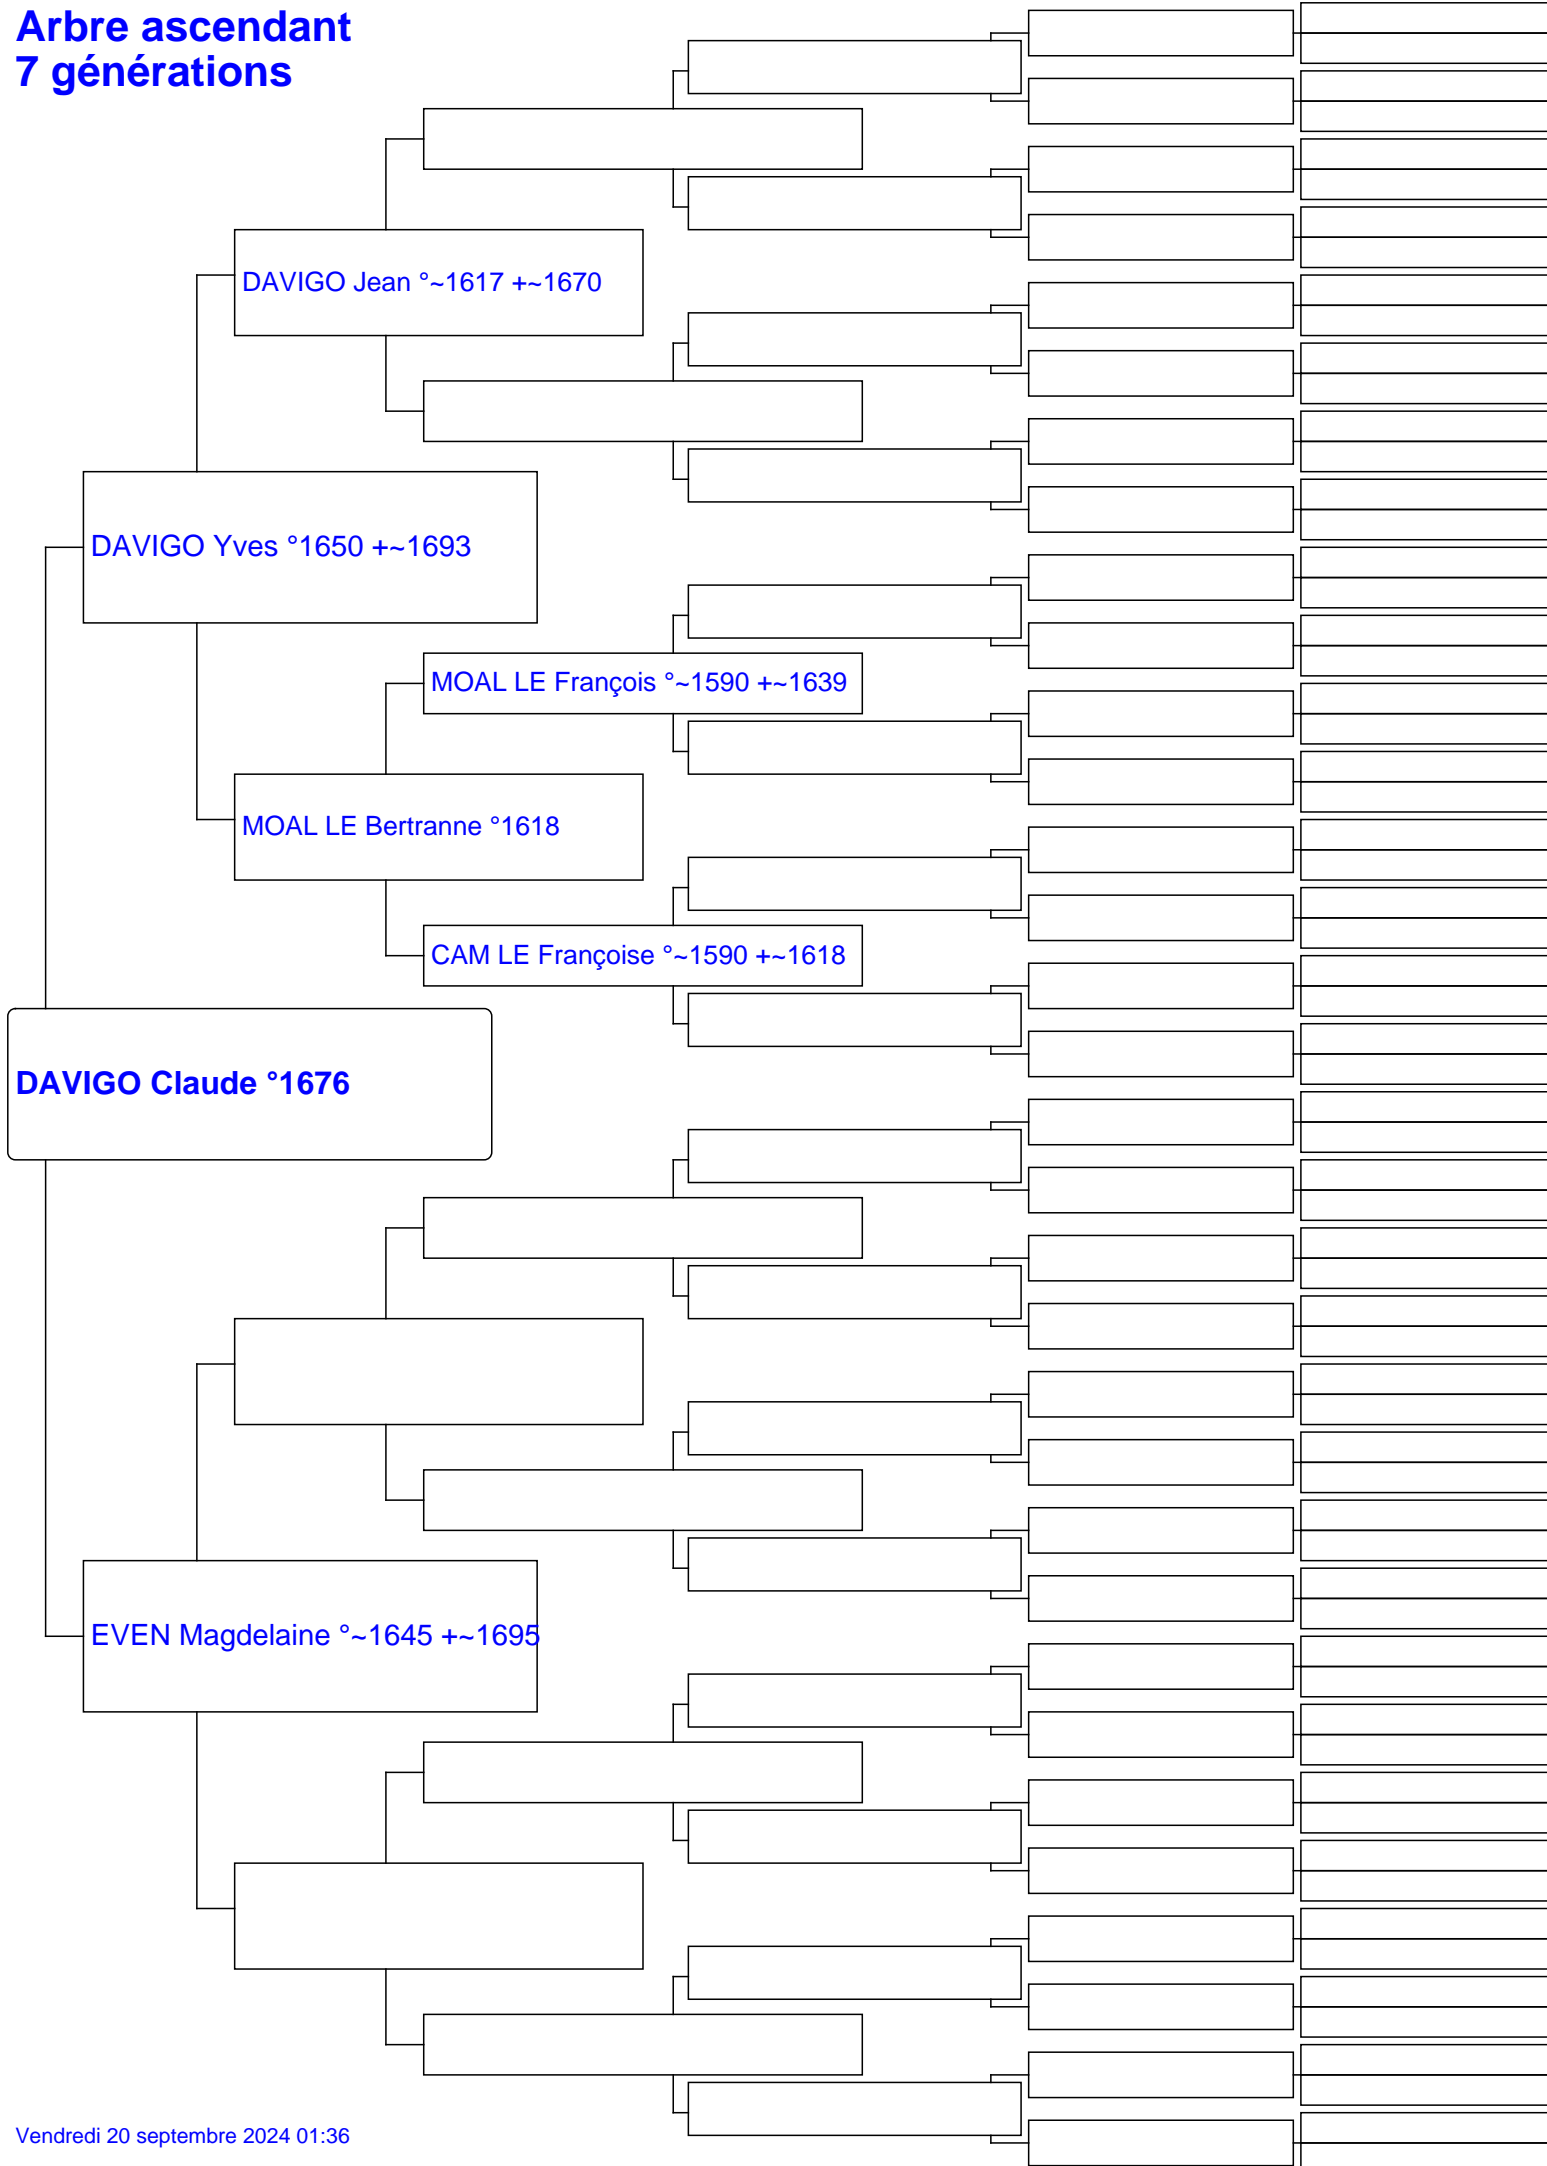 Arbre ascendant
7 générations
DAVIGO Jean °~1617 +~1670
DAVIGO Yves °1650 +~1693
MOAL LE François °~1590 +~1639
MOAL LE Bertranne °1618
CAM LE Françoise °~1590 +~1618
DAVIGO Claude °1676
EVEN Magdelaine °~1645 +~1695
Vendredi 20 septembre 2024 01:36